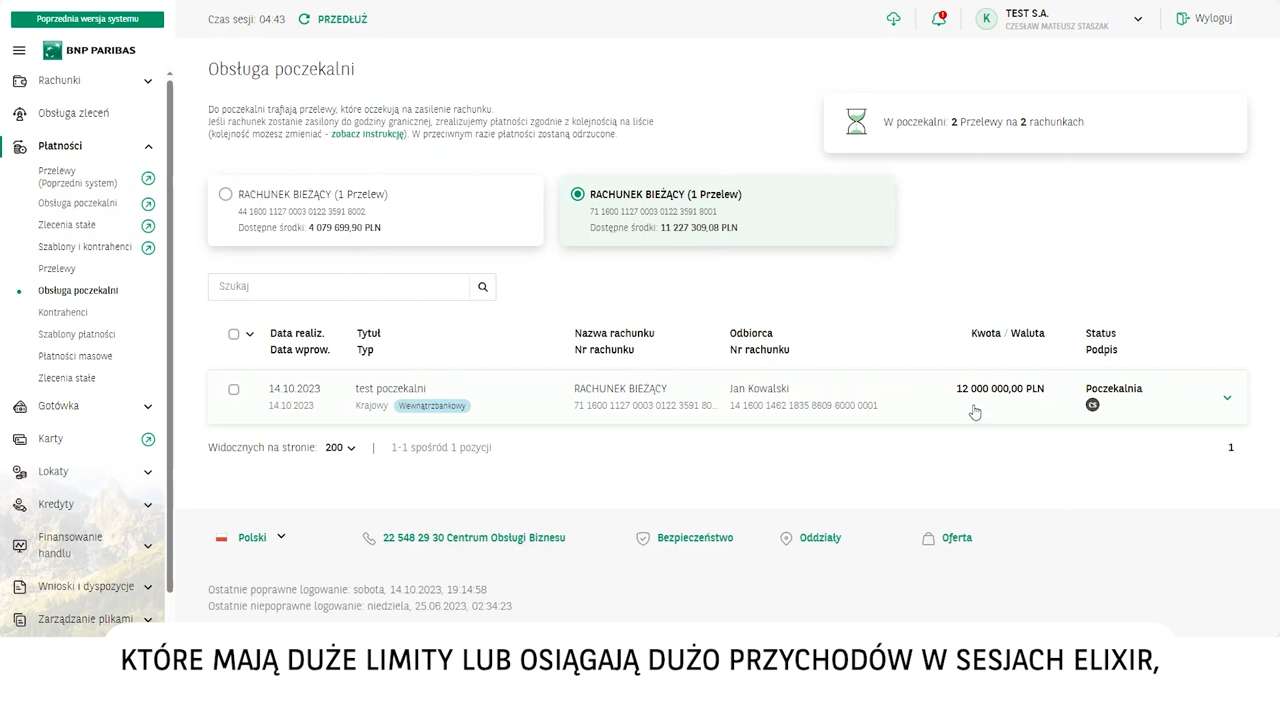 Poprzednia wersja systemu
Czas sesji: 04:43
PRZEDŁUŻ
K
TEST S.A.
CZESŁAW MATEUSZ STASZAK
Wyloguj
BNP PARIBAS
Rachunki
Obsługa zleceń
Płatności
Przelewy
(Poprzedni system)
Obsługa poczekalni
Zlecenia stałe
Szablony i kontrahenci
Przelewy
Obsługa poczekalni
Kontrahenci
Szablony płatności
Płatności masowe
Zlecenia stałe
Gotówka
Karty
Lokaty
Kredyty
Finansowanie
handlu
Wnioski i dyspozycje
Zarządzanie plikami
Obsługa poczekalni
Do poczekalni trafiają przelewy, które oczekują na zasilenie rachunku.
Jeśli rachunek zostanie zasilony do godziny granicznej, zrealizujemy płatności zgodnie z kolejnością na liście
(kolejność możesz zmieniać - zobacz instrukcję). W przeciwnym razie płatności zostaną odrzucone.
W poczekalni: 2 Przelewy na 2 rachunkach
RACHUNEK BIEŻĄCY (1 Przelew)
44 1600 1127 0003 0122 3591 8002
Dostępne środki: 4 079 699,90 PLN
RACHUNEK BIEŻĄCY (1 Przelew)
71 1600 1127 0003 0122 3591 8001
Dostępne środki: 11 227 309,08 PLN
Szukaj
Data realiz. Tytuł Nazwa rachunku Odbiorca Kwota / Waluta Status
Data wprow. Typ Nr rachunku Nr rachunku Podpis
14.10.2023 test poczekalni RACHUNEK BIEŻĄCY Jan Kowalski 12 000 000,00 PLN Poczekalnia
14.10.2023 Krajowy Wewnątrzbankowy 71 1600 1127 0003 0122 3591 80... 14 1600 1462 1835 8609 6000 0001 CS
Widocznych na stronie: 200 | 1-1 spośród 1 pozycji 1
Polski
22 548 29 30 Centrum Obsługi Biznesu
Bezpieczeństwo
Oddziały
Oferta
Ostatnie poprawne logowanie: sobota, 14.10.2023, 19:14:58
Ostatnie niepoprawne logowanie: niedziela, 25.06.2023, 02:34:23
KTÓRE MAJĄ DUŻE LIMITY LUB OSIĄGAJĄ DUŻO PRZYCHODÓW W SESJACH ELIXIR,